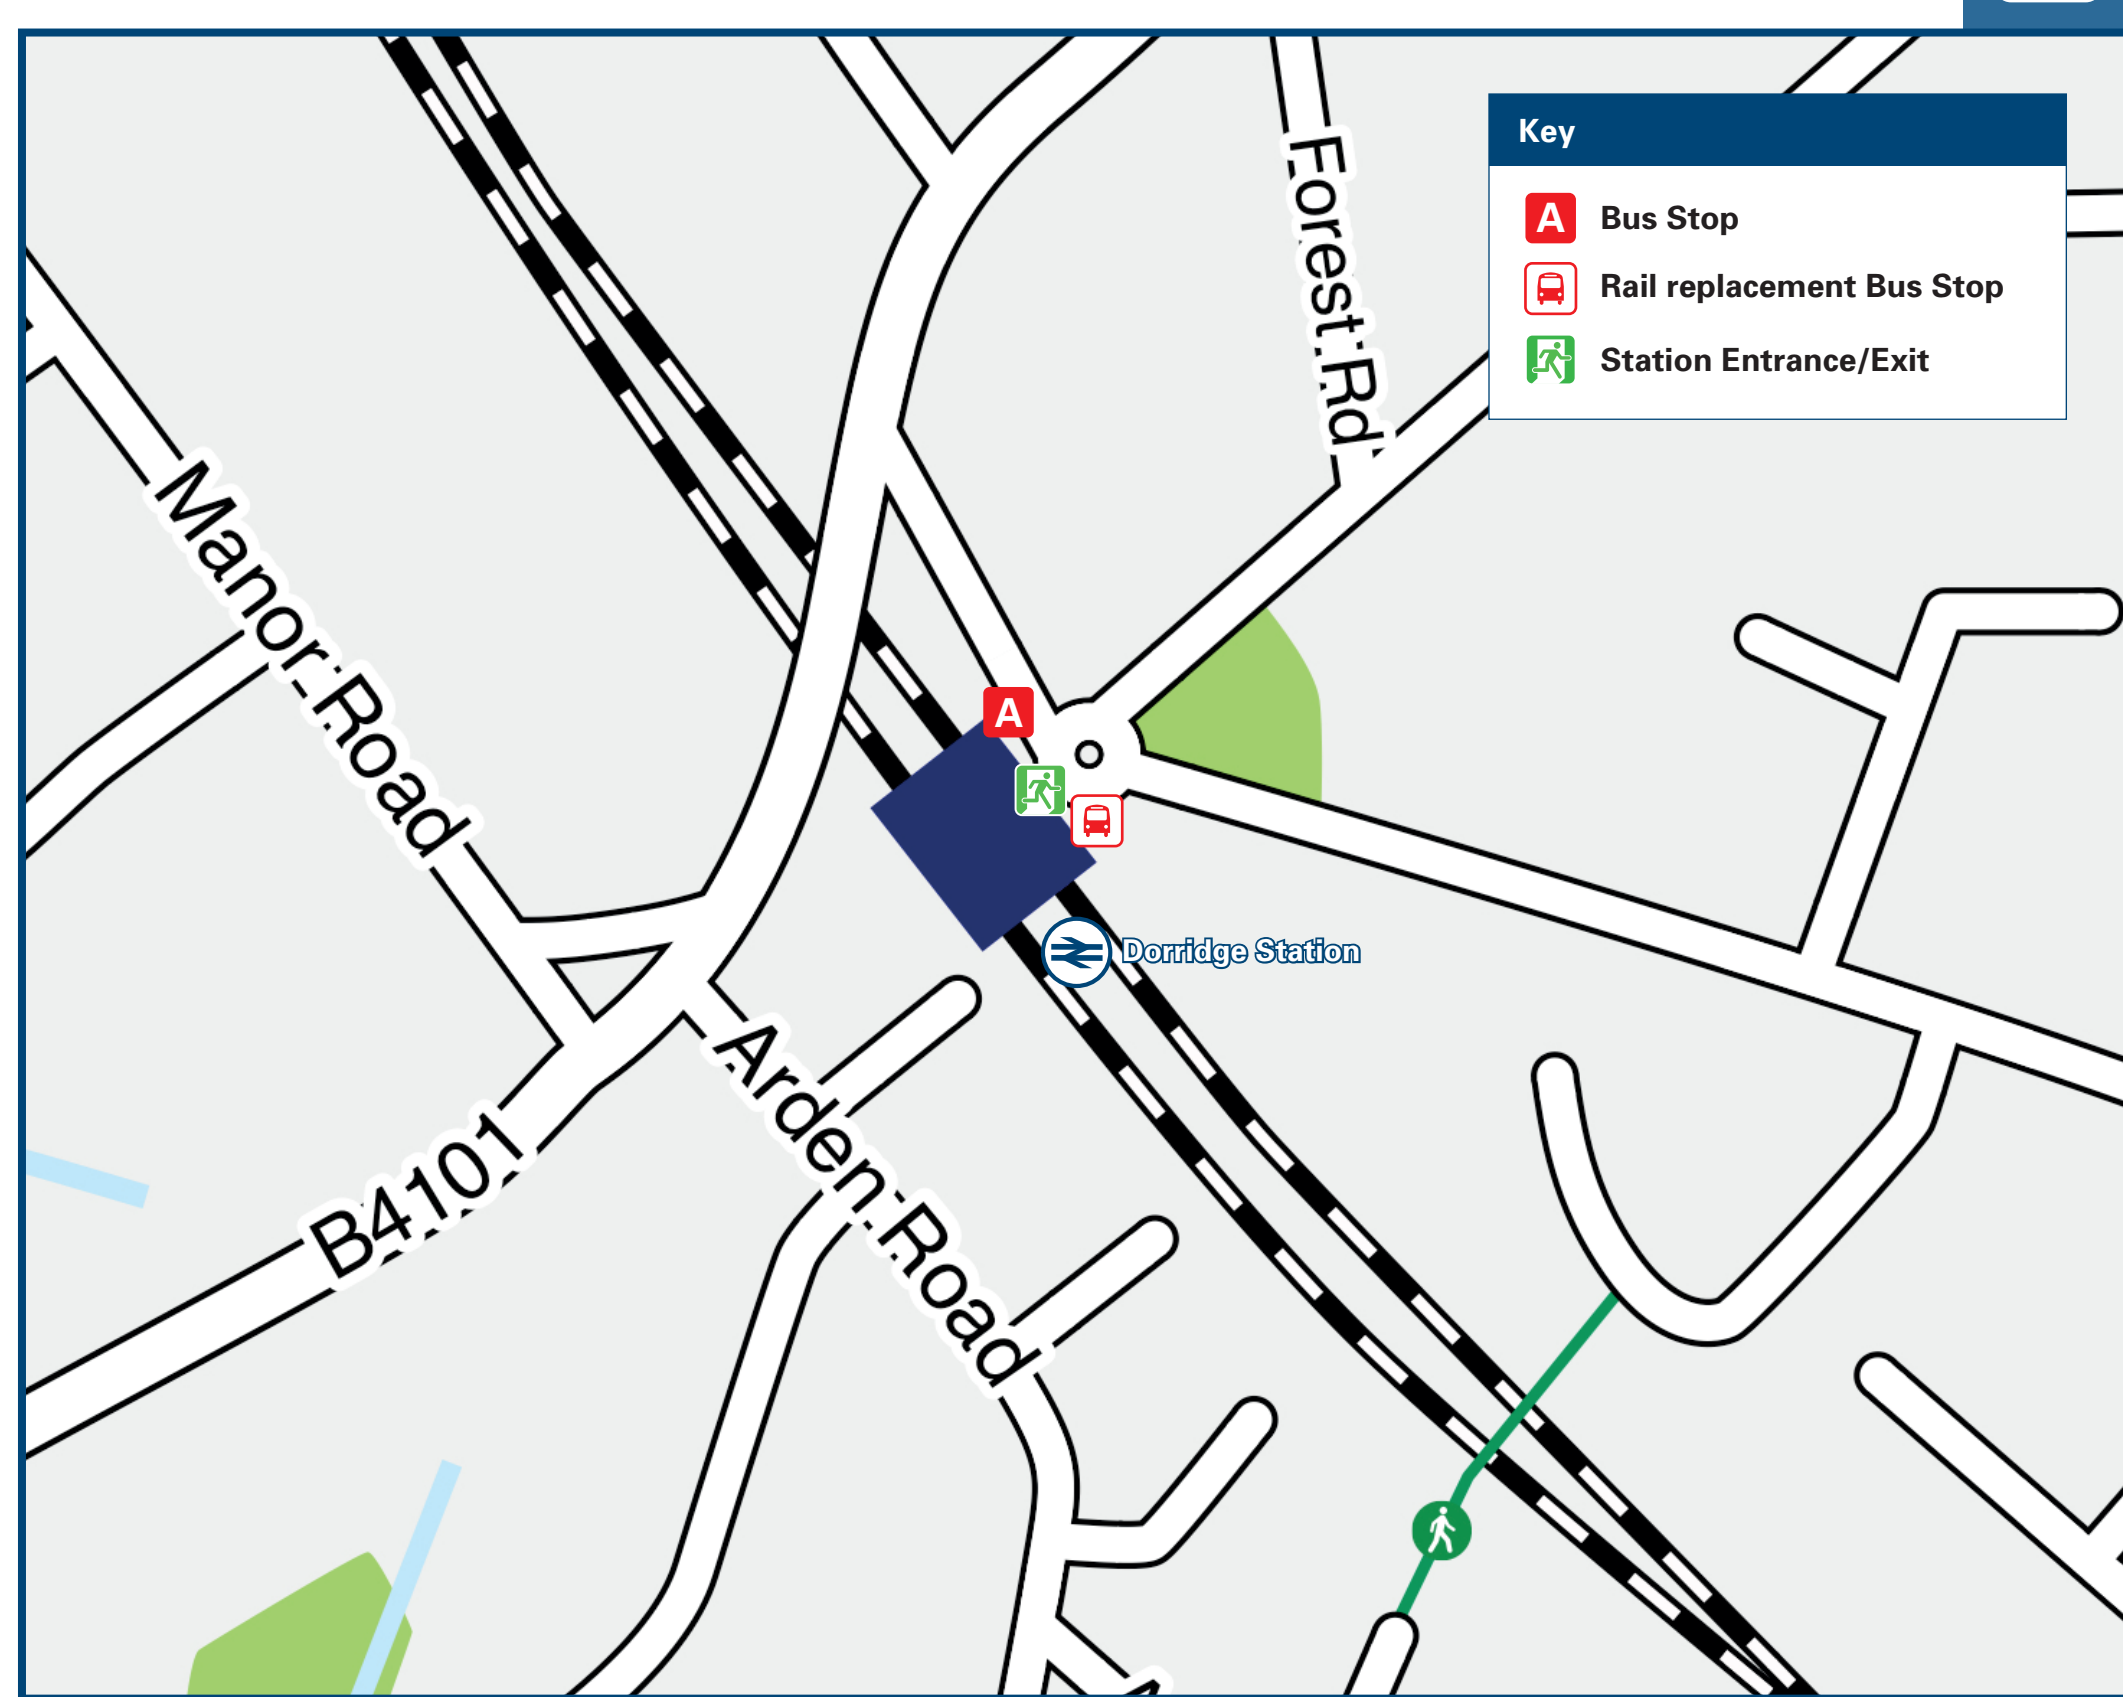 Key
A Bus Stop
Rail replacement Bus Stop
Station Entrance/Exit
Forest Rd
Manor Road
A
Dorridge Station
Arden Road
B4101